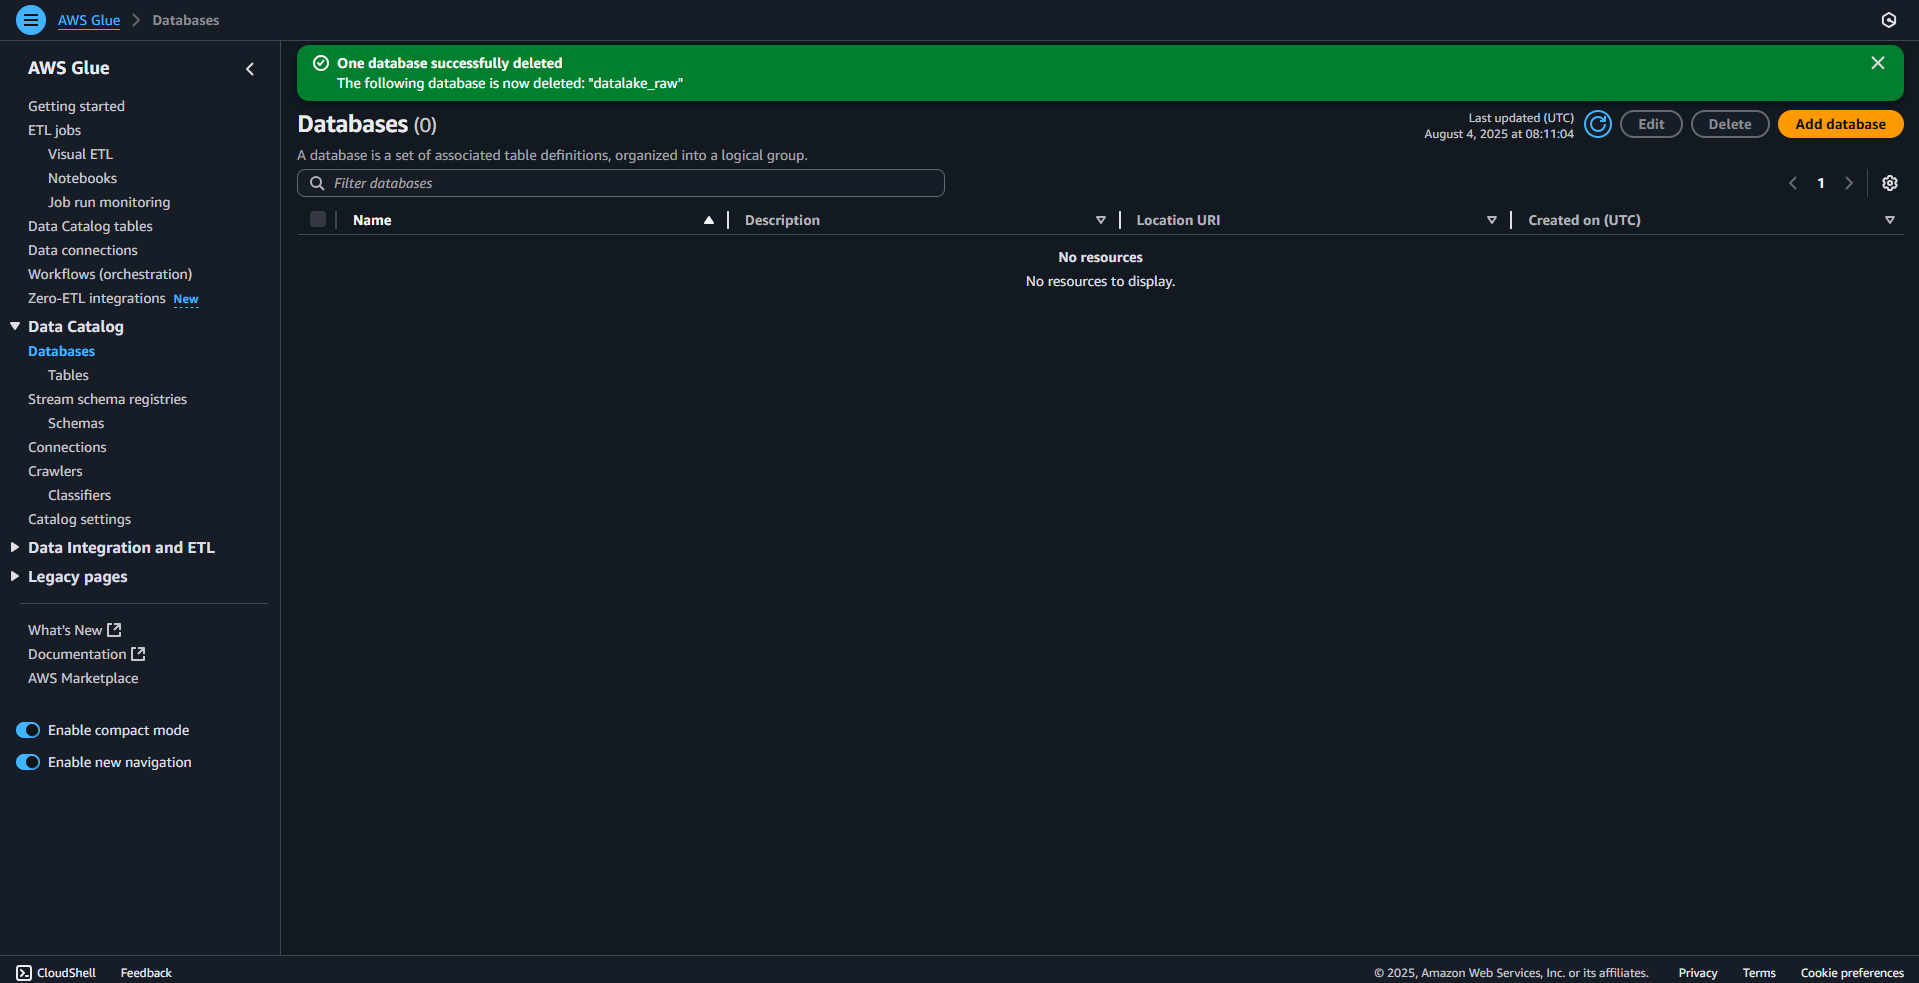 AWS Glue
Databases
AWS Glue
Getting started
ETL jobs
Visual ETL
Notebooks
Job run monitoring
Data Catalog tables
Data connections
Workflows (orchestration)
Zero-ETL integrations New
Data Catalog
Databases
Tables
Stream schema registries
Schemas
Connections
Crawlers
Classifiers
Catalog settings
Data Integration and ETL
Legacy pages
What's New
Documentation
AWS Marketplace
Enable compact mode
Enable new navigation
One database successfully deleted
The following database is now deleted: "datalake_raw"
Databases (0)
Last updated (UTC)
August 4, 2025 at 08:11:04
Edit
Delete
Add database
A database is a set of associated table definitions, organized into a logical group.
Filter databases
1
Name
Description
Location URI
Created on (UTC)
No resources
No resources to display.
CloudShell
Feedback
© 2025, Amazon Web Services, Inc. or its affiliates.
Privacy
Terms
Cookie preferences